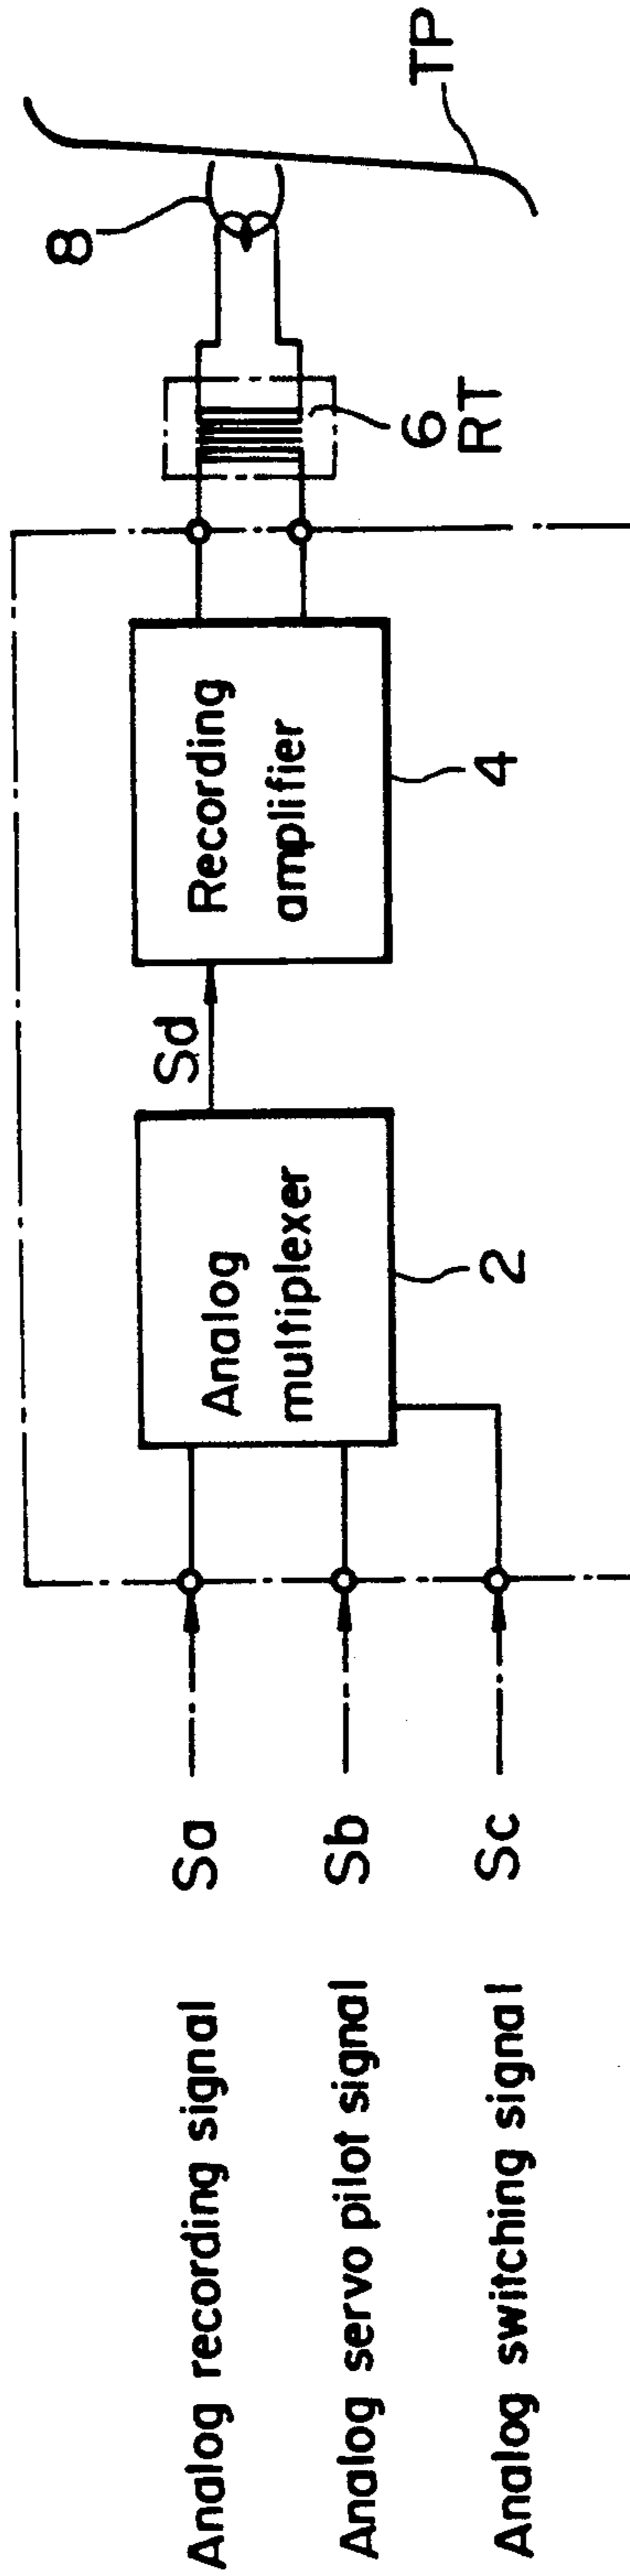 Analog recording signal Sa
Analog servo pilot signal Sb
Analog switching signal Sc
Analog
multiplexer
2
Sd
Recording
amplifier
4
6
RT
8
TP